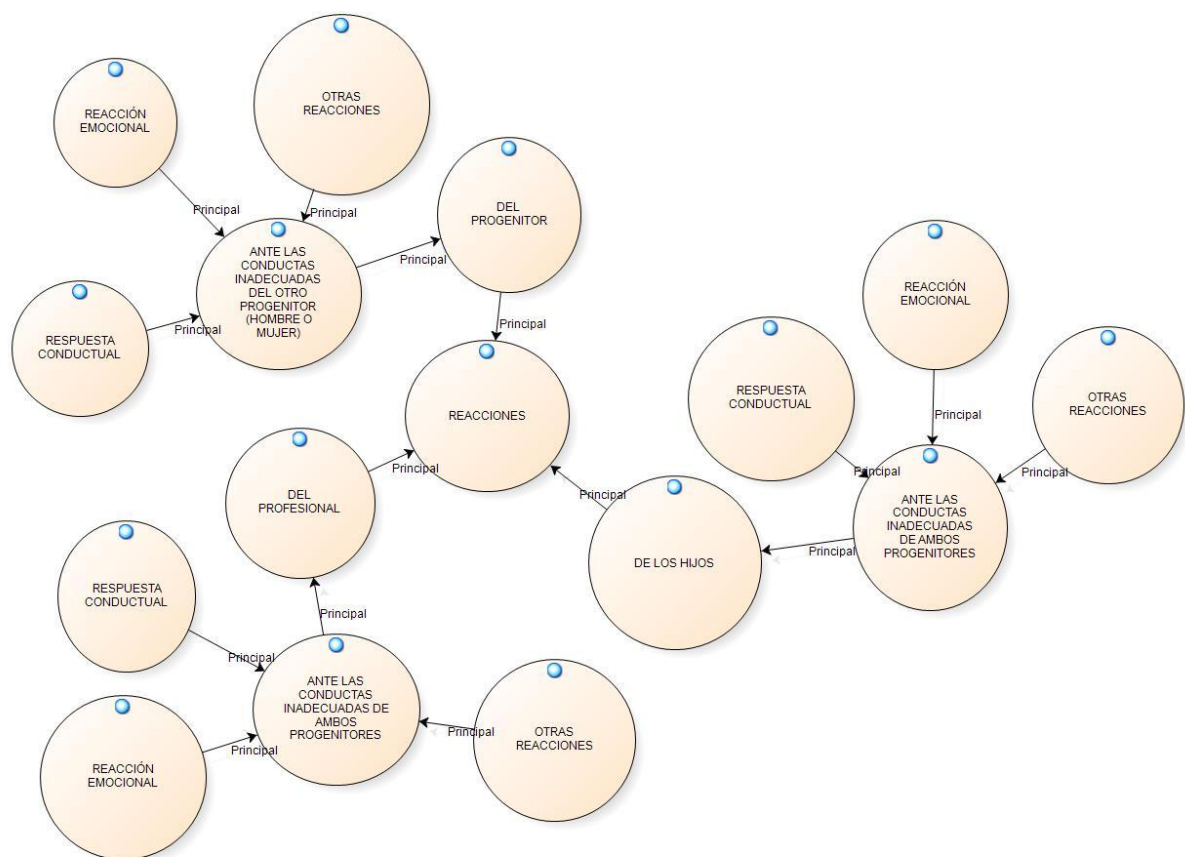 OTRAS
REACCIONES
REACCIÓN
EMOCIONAL
Principal
Principal
DEL
PROGENITOR
ANTE LAS
CONDUCTAS
INADECUADAS
DEL OTRO
PROGENITOR
(HOMBRE O
MUJER)
Principal
RESPUESTA
CONDUCTUAL
Principal
Principal
REACCIONES
REACCIÓN
EMOCIONAL
RESPUESTA
CONDUCTUAL
OTRAS
REACCIONES
Principal
Principal
Principal
ANTE LAS
CONDUCTAS
INADECUADAS
DE AMBOS
PROGENITORES
Principal
DE LOS HIJOS
Principal
DEL
PROFESIONAL
Principal
RESPUESTA
CONDUCTUAL
Principal
Principal
ANTE LAS
CONDUCTAS
INADECUADAS DE
AMBOS
PROGENITORES
REACCIÓN
EMOCIONAL
Principal
Principal
OTRAS
REACCIONES